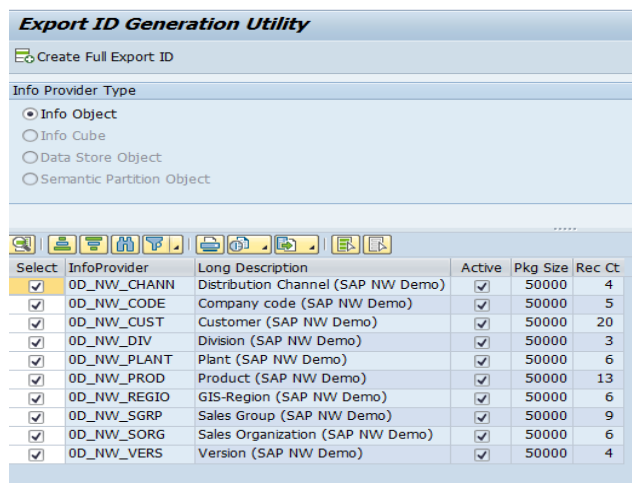 Export ID Generation Utility
Create Full Export ID
Info Provider Type
Info Object
Info Cube
Data Store Object
Semantic Partition Object
Select InfoProvider Long Description Active Pkg Size Rec Ct
0D_NW_CHANN Distribution Channel (SAP NW Demo) 50000 4
0D_NW_CODE Company code (SAP NW Demo) 50000 5
0D_NW_CUST Customer (SAP NW Demo) 50000 20
0D_NW_DIV Division (SAP NW Demo) 50000 3
0D_NW_PLANT Plant (SAP NW Demo) 50000 6
0D_NW_PROD Product (SAP NW Demo) 50000 13
0D_NW_REGIO GIS-Region (SAP NW Demo) 50000 6
0D_NW_SGRP Sales Group (SAP NW Demo) 50000 9
0D_NW_SORG Sales Organization (SAP NW Demo) 50000 6
0D_NW_VERS Version (SAP NW Demo) 50000 4